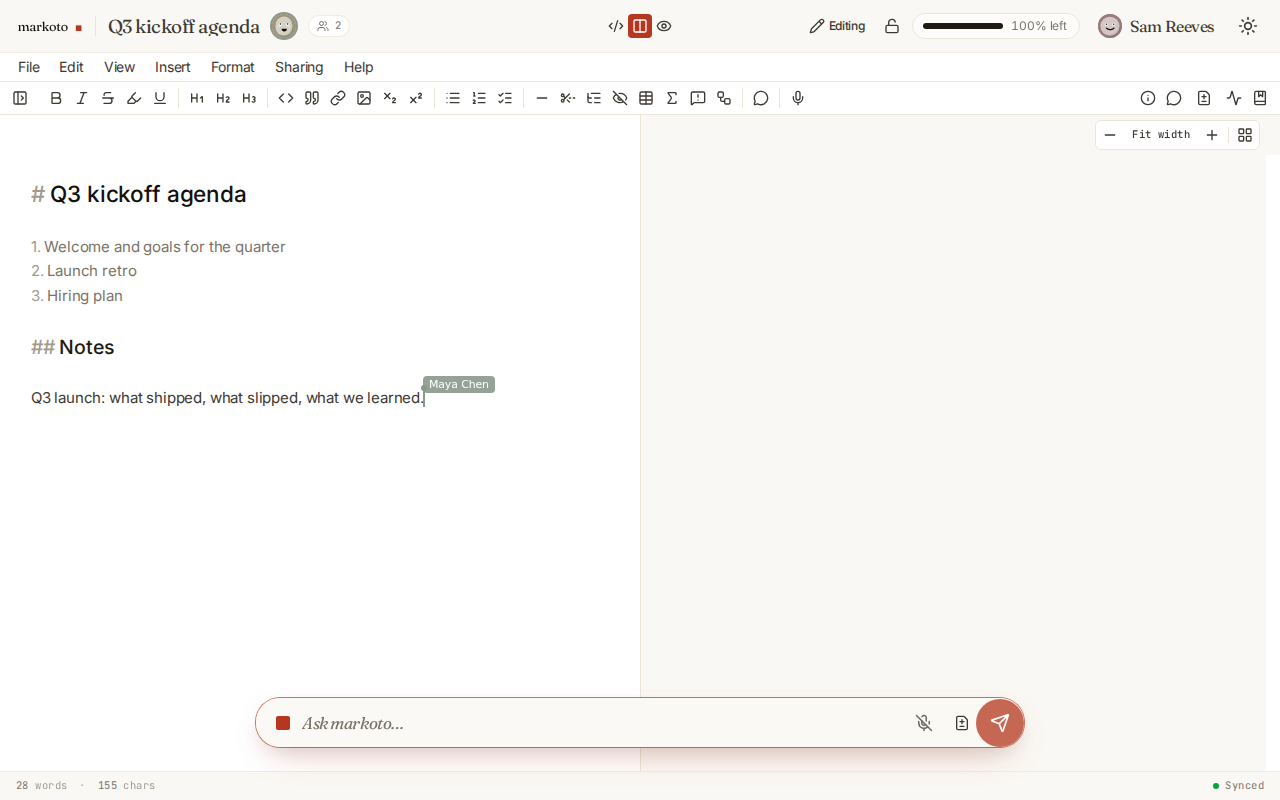 markoto
Q3 kickoff agenda
2
Editing
100% left
Sam Reeves
File Edit View Insert Format Sharing Help
H1 H2 H3
Fit width
# Q3 kickoff agenda
1. Welcome and goals for the quarter
2. Launch retro
3. Hiring plan
## Notes
Maya Chen
Q3 launch: what shipped, what slipped, what we learned.
Ask markoto...
28 words · 155 chars
Synced